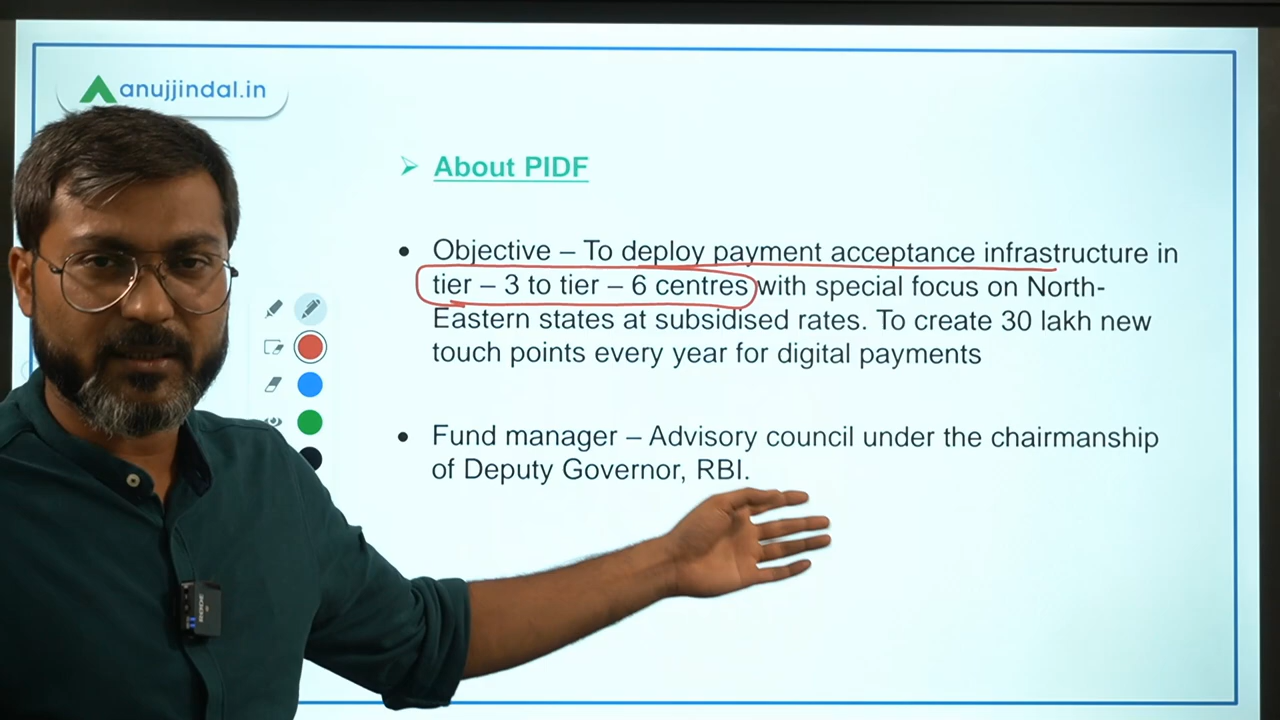 anujjindal.in
About PIDF
Objective – To deploy payment acceptance infrastructure in
tier – 3 to tier – 6 centres with special focus on North-
Eastern states at subsidised rates. To create 30 lakh new
touch points every year for digital payments
Fund manager – Advisory council under the chairmanship
of Deputy Governor, RBI.
RODE